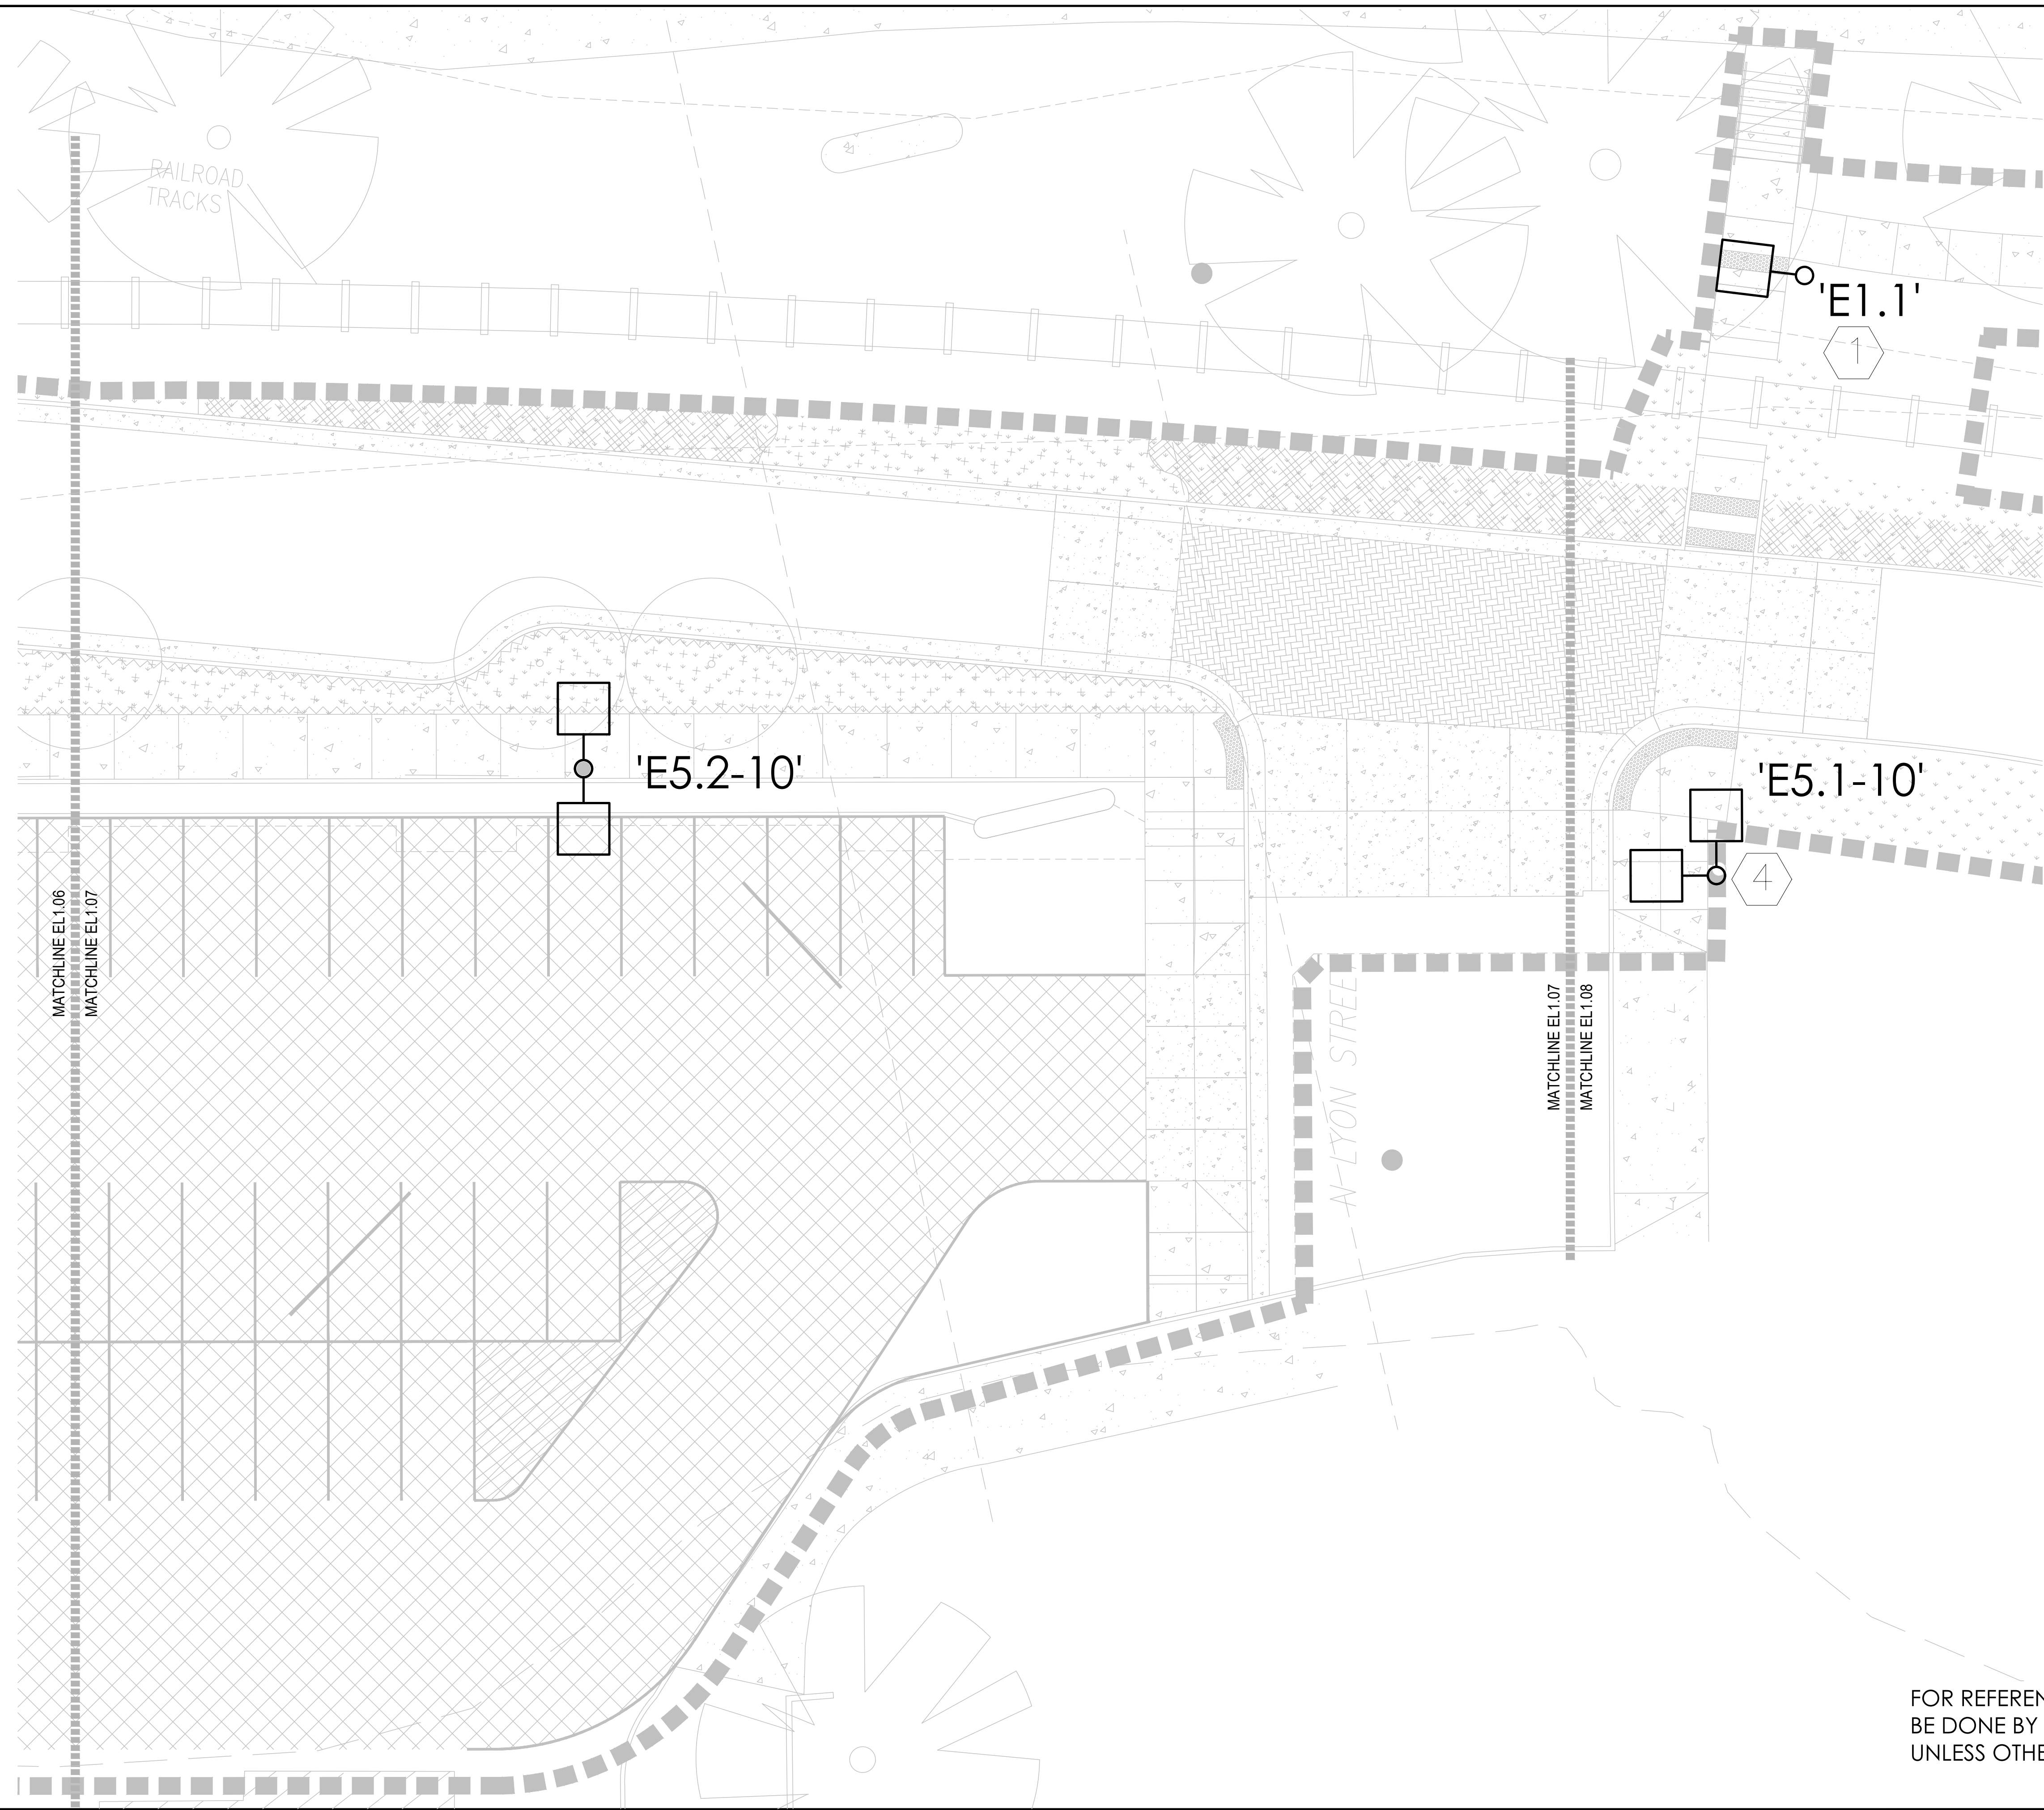 RAILROAD
TRACKS
'E1.1'
1
'E5.2-10'
'E5.1-10'
4
MATCHLINE EL1.06
MATCHLINE EL1.07
MATCHLINE EL1.07
MATCHLINE EL1.08
N LYON STREE
FOR REFEREN
BE DONE BY
UNLESS OTHE